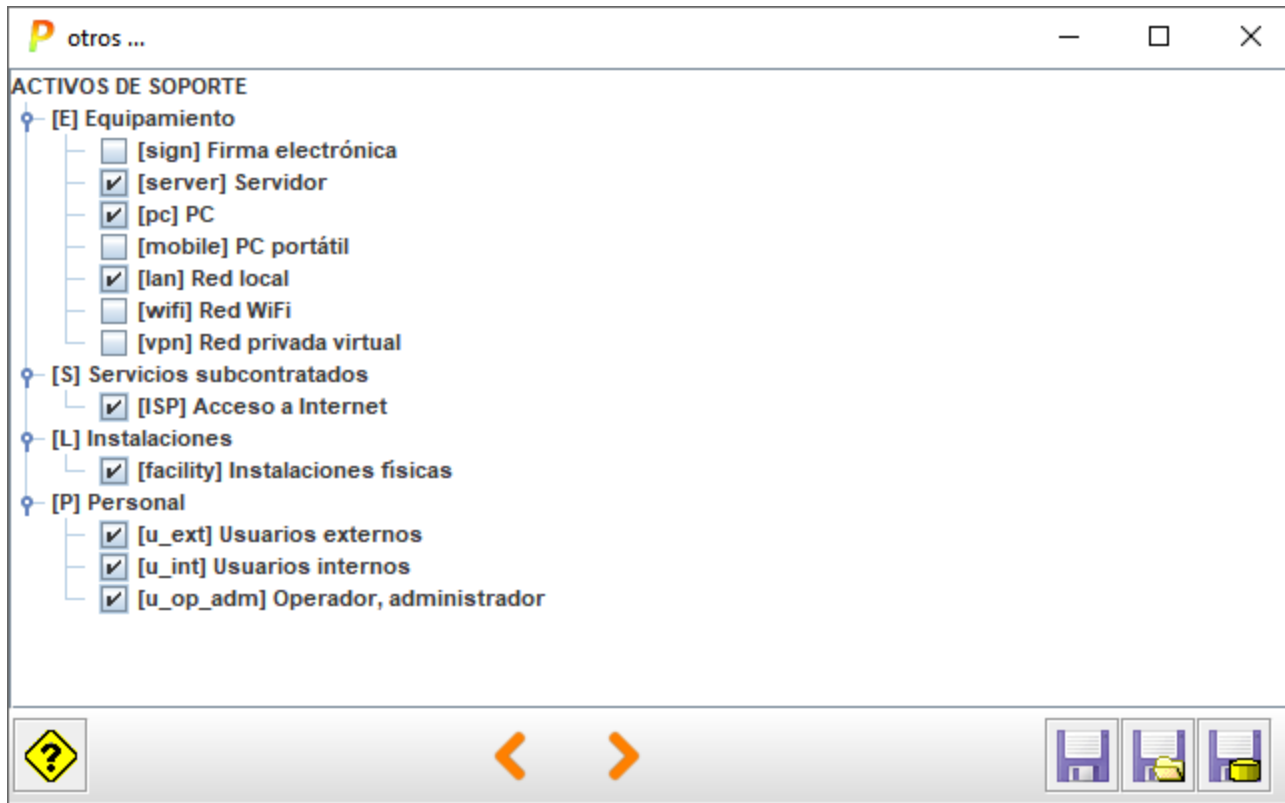 P otros ...
ACTIVOS DE SOPORTE
[E] Equipamiento
[sign] Firma electrónica
[server] Servidor
[pc] PC
[mobile] PC portátil
[lan] Red local
[wifi] Red WiFi
[vpn] Red privada virtual
[S] Servicios subcontratados
[ISP] Acceso a Internet
[L] Instalaciones
[facility] Instalaciones físicas
[P] Personal
[u_ext] Usuarios externos
[u_int] Usuarios internos
[u_op_adm] Operador, administrador
?